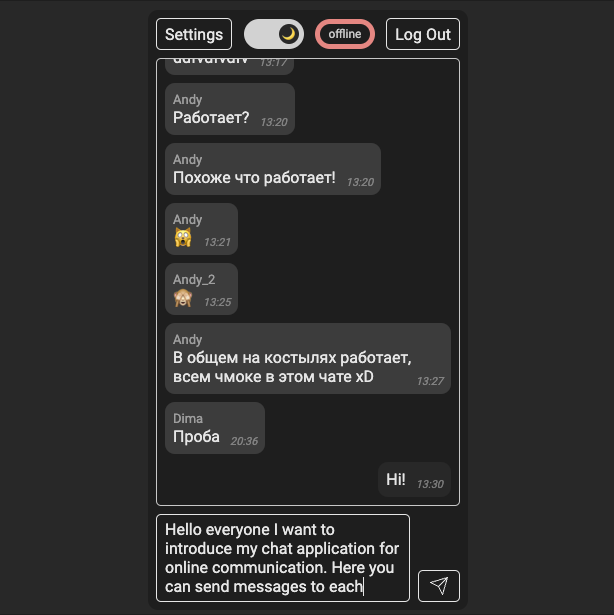 Settings
offline
Log Out
13:17
Andy
Работает? 13:20
Andy
Похоже что работает! 13:20
Andy
13:21
Andy_2
13:25
Andy
В общем на костылях работает,
всем чмоке в этом чате xD 13:27
Dima
Проба 20:36
Hi! 13:30
Hello everyone I want to
introduce my chat application for
online communication. Here you
can send messages to each